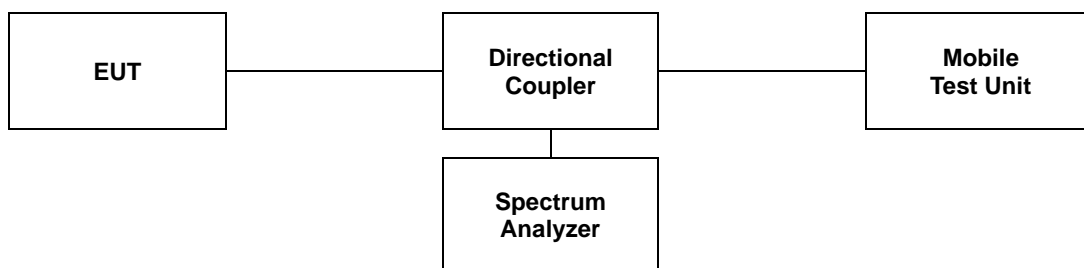 EUT
Directional
Coupler
Mobile
Test Unit
Spectrum
Analyzer